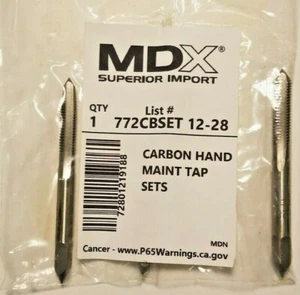 MDX®
SUPERIOR IMPORT
QTY List #
1 772CBSET 12-28
CARBON HAND
MAINT TAP
SETS
72801219188
MDN
Cancer - www.P65Warnings.ca.gov